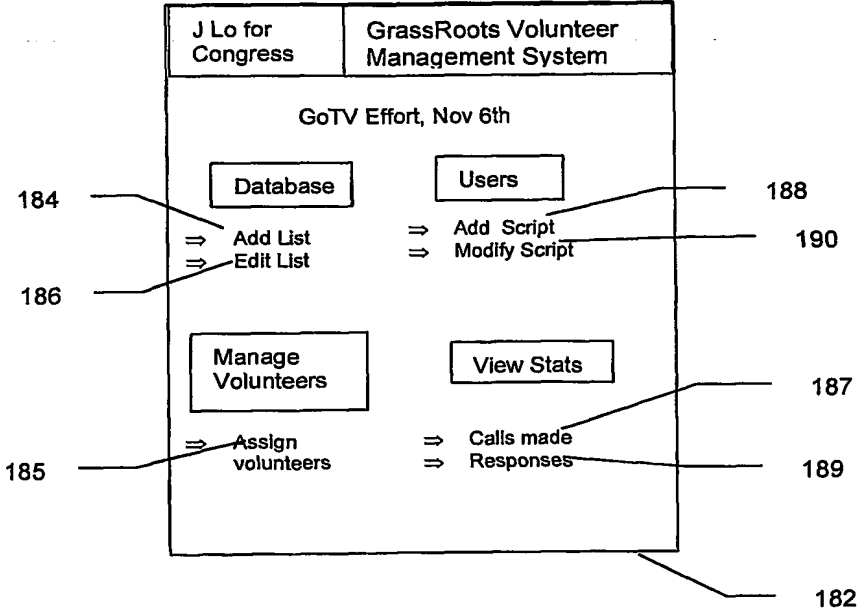 J Lo for
Congress
GrassRoots Volunteer
Management System
GoTV Effort, Nov 6th
Database
Users
184
188
⇒ Add List
⇒ Add Script
190
⇒ Edit List
⇒ Modify Script
186
Manage
Volunteers
View Stats
187
⇒ Assign
volunteers
⇒ Calls made
⇒ Responses
185
189
182